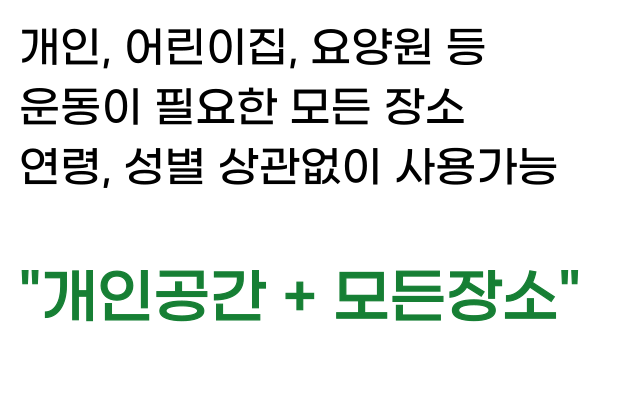 개인, 어린이집, 요양원 등
운동이 필요한 모든 장소
연령, 성별 상관없이 사용가능
"개인공간 + 모든장소"